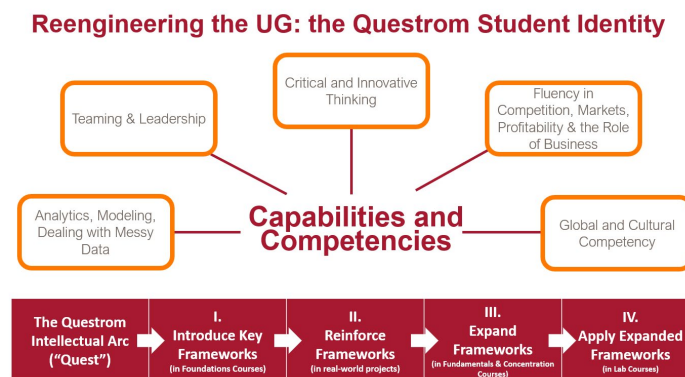 Reengineering the UG: the Questrom Student Identity
Critical and Innovative
Thinking
Teaming & Leadership
Fluency in
Competition, Markets,
Profitability & the Role
of Business
Analytics, Modeling,
Dealing with Messy
Data
Capabilities and
Competencies
Global and Cultural
Competency
The Questrom
Intellectual Arc
(“Quest”)
I.
Introduce Key
Frameworks
(in Foundations Courses)
II.
Reinforce
Frameworks
(in real-world projects)
III.
Expand
Frameworks
(in Fundamentals & Concentration
Courses)
IV.
Apply Expanded
Frameworks
(in Lab Courses)